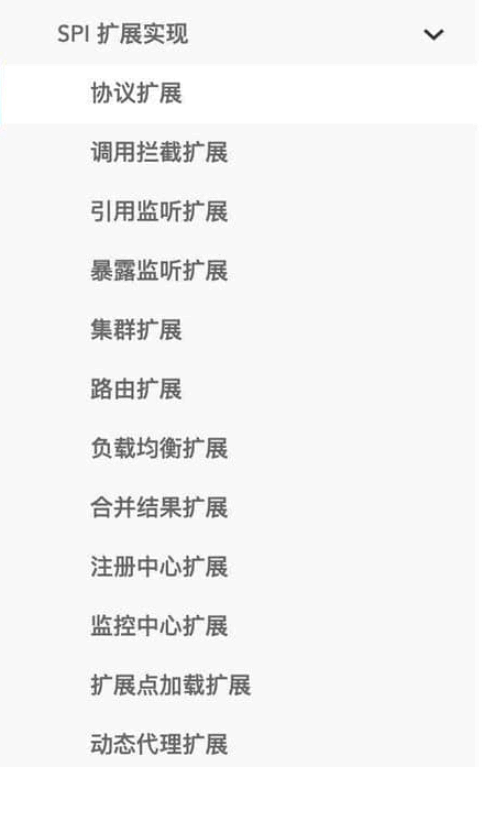 SPI 扩展实现
协议扩展
调用拦截扩展
引用监听扩展
暴露监听扩展
集群扩展
路由扩展
负载均衡扩展
合并结果扩展
注册中心扩展
监控中心扩展
扩展点加载扩展
动态代理扩展